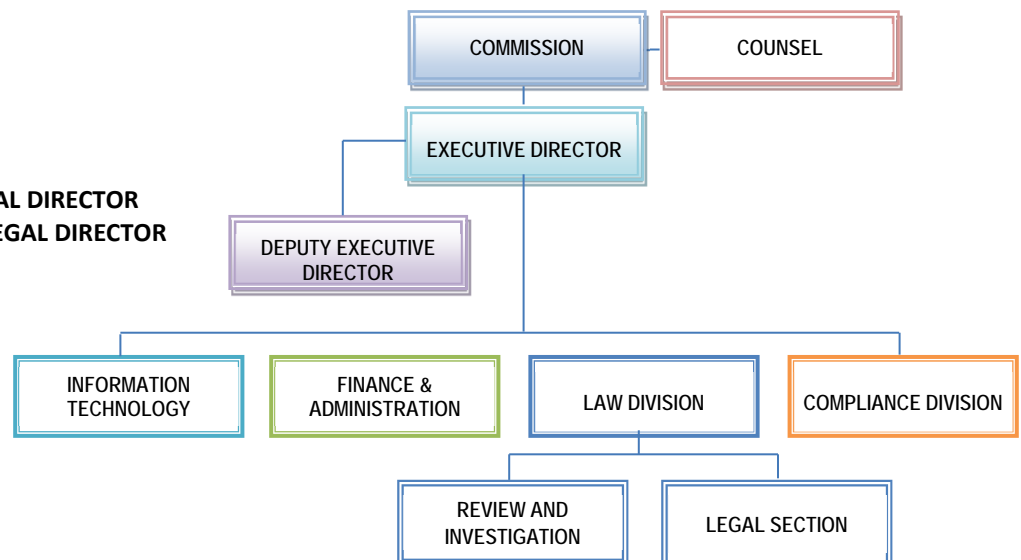 COMMISSION
COUNSEL
EXECUTIVE DIRECTOR
AL DIRECTOR
EGAL DIRECTOR
DEPUTY EXECUTIVE
DIRECTOR
INFORMATION
TECHNOLOGY
FINANCE &
ADMINISTRATION
LAW DIVISION
COMPLIANCE DIVISION
REVIEW AND
INVESTIGATION
LEGAL SECTION